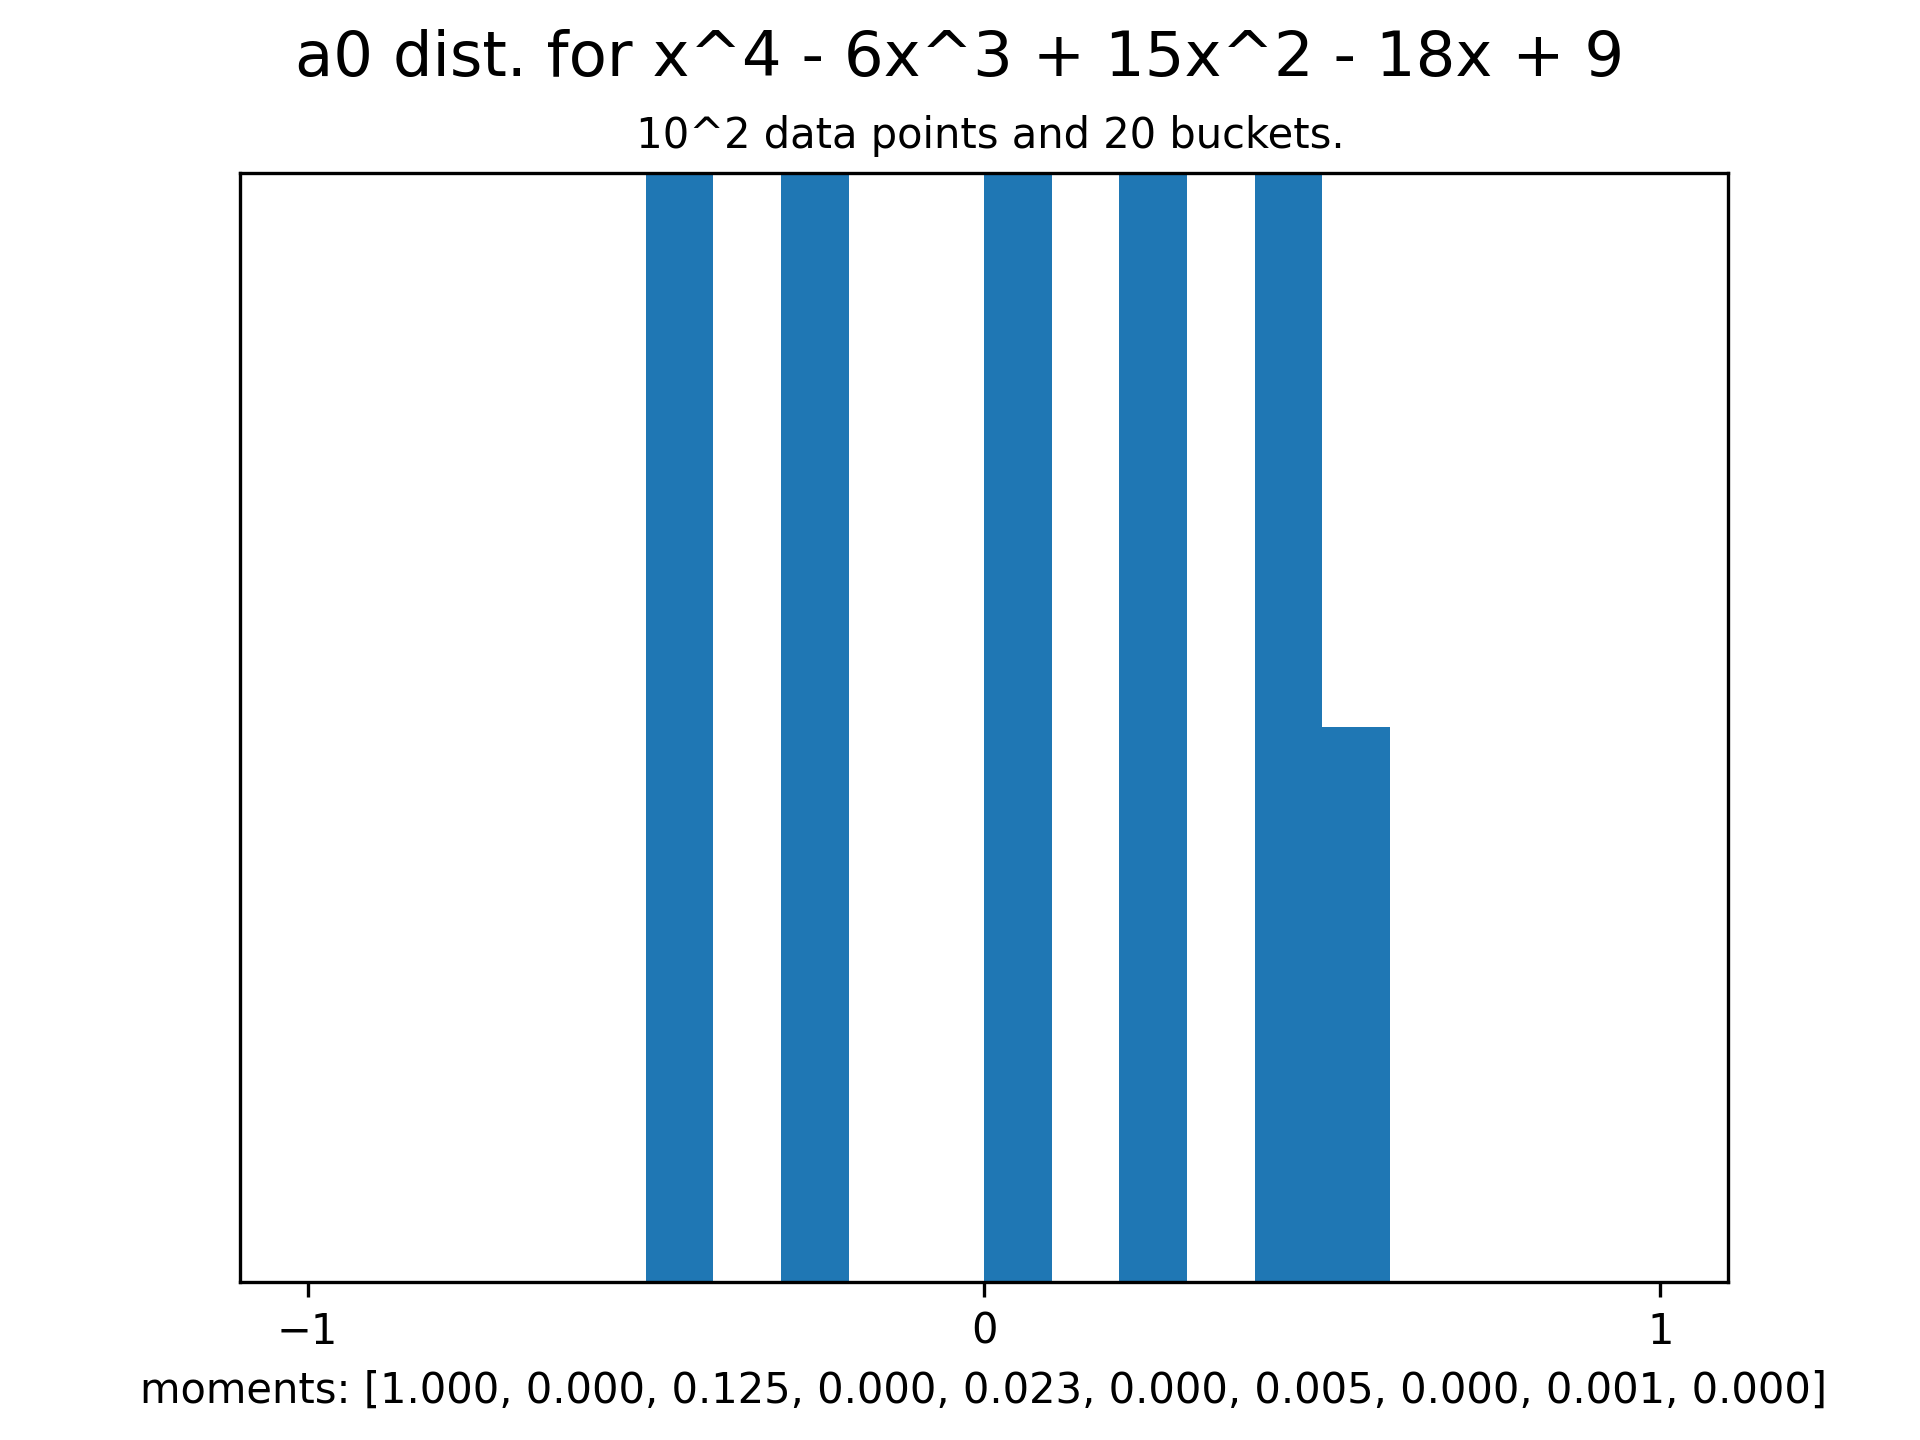 a0 dist. for x^4 - 6x^3 + 15x^2 - 18x + 9
10^2 data points and 20 buckets.
−1 0 1
moments: [1.000, 0.000, 0.125, 0.000, 0.023, 0.000, 0.005, 0.000, 0.001, 0.000]